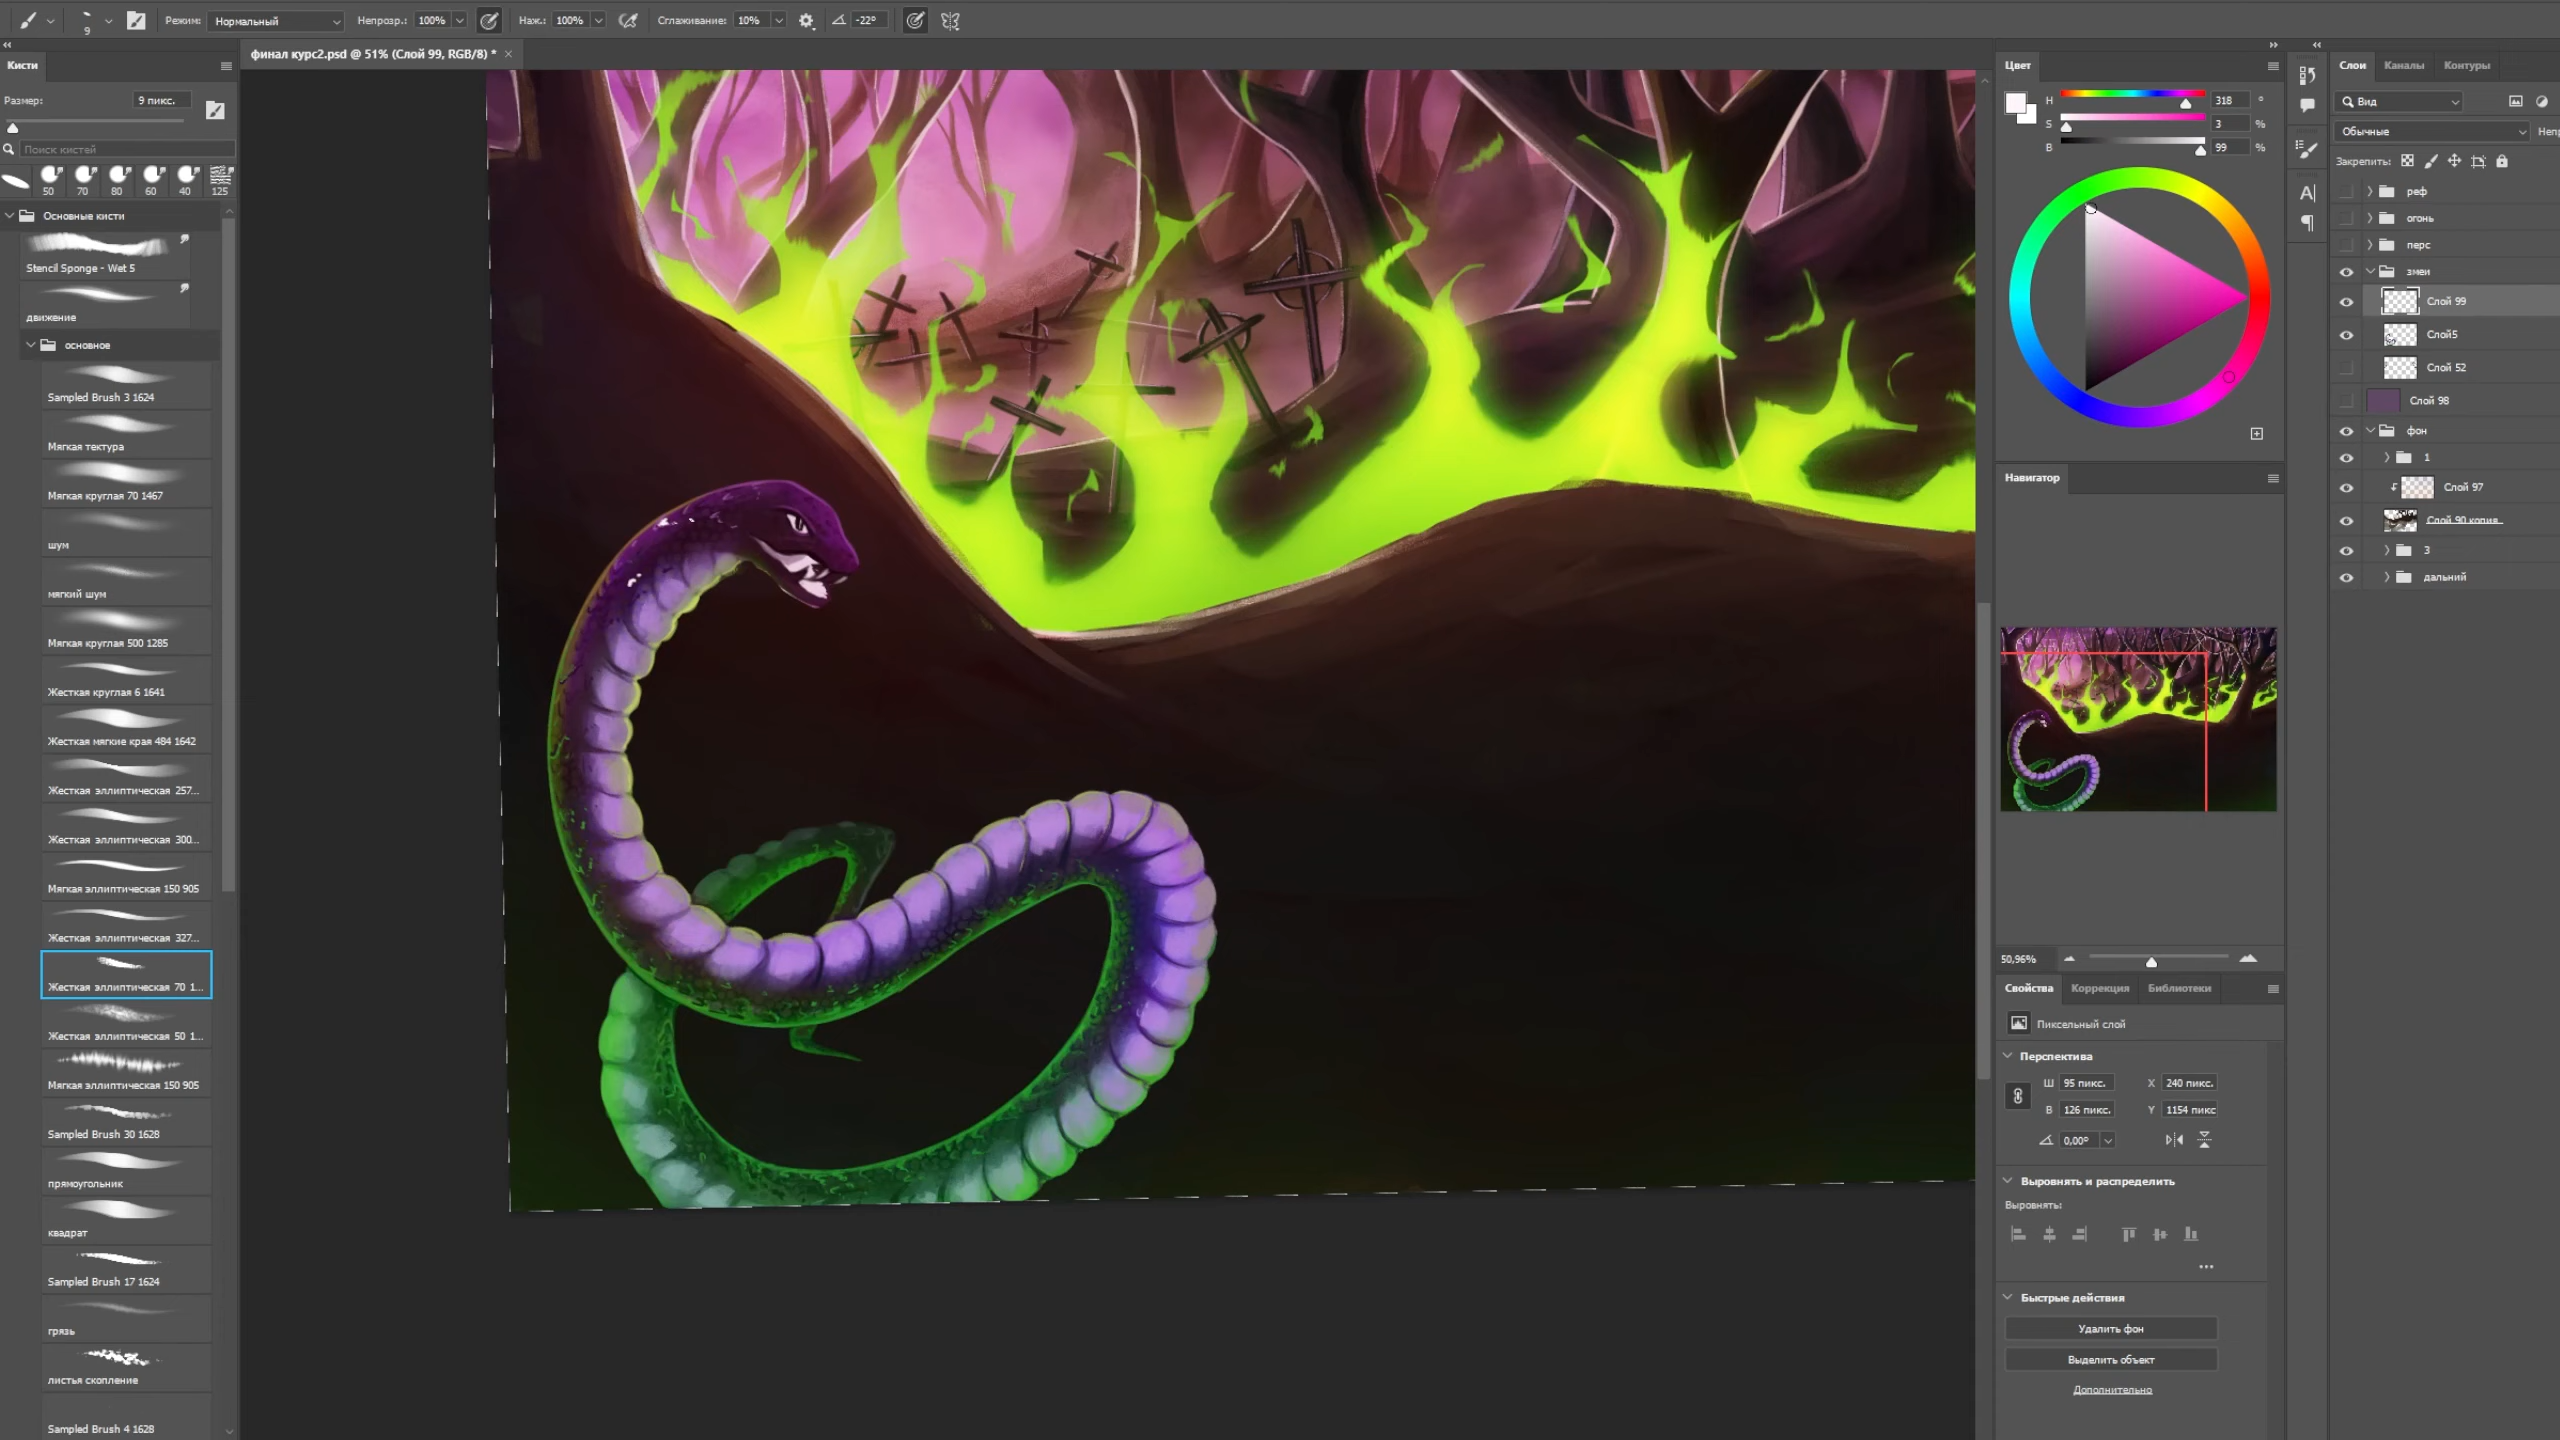 Режим: Нормальный Непрозр.: 100% Наж.: 100% Сглаживание: 10% -22°
9
финал курс2.psd @ 51% (Слой 99, RGB/8) * ×
Кисти
Размер: 9 пикс.
Поиск кистей
50 70 80 60 40 125
Основные кисти
Stencil Sponge - Wet 5
движение
основное
Sampled Brush 3 1624
Мягкая тектура
Мягкая круглая 70 1467
шум
мягкий шум
Мягкая круглая 500 1285
Жесткая круглая 6 1641
Жесткая мягкие края 484 1642
Жесткая эллиптическая 257...
Жесткая эллиптическая 300...
Мягкая эллиптическая 150 905
Жесткая эллиптическая 327...
Жесткая эллиптическая 70 1...
Жесткая эллиптическая 50 1...
Мягкая эллиптическая 150 905
Sampled Brush 30 1628
прямоугольник
квадрат
Sampled Brush 17 1624
грязь
листья скопление
Sampled Brush 4 1628
Цвет
H 318 °
S 3 %
B 99 %
Навигатор
50,96%
Свойства Коррекция Библиотеки
Пиксельный слой
Перспектива
Ш 95 пикс. X 240 пикс.
В 126 пикс. Y 1154 пикс
0,00°
Выровнять и распределить
Выровнять:
Быстрые действия
Удалить фон
Выделить объект
Дополнительно
Слои Каналы Контуры
Вид
Обычные Непр
Закрепить:
реф
огонь
перс
змеи
Слой 99
Слой5
Слой 52
Слой 98
фон
1
Слой 97
Слой 90 копия
3
дальний